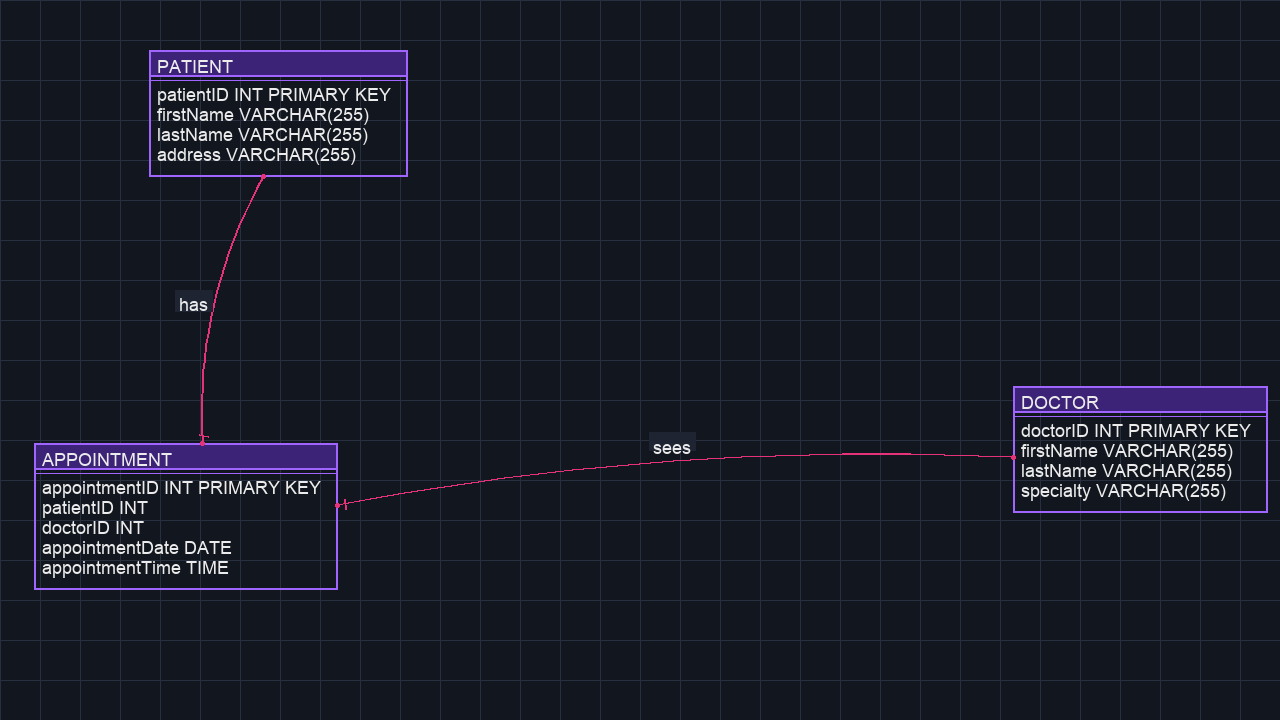 PATIENT
patientID INT PRIMARY KEY
firstName VARCHAR(255)
lastName VARCHAR(255)
address VARCHAR(255)
has
APPOINTMENT
appointmentID INT PRIMARY KEY
patientID INT
doctorID INT
appointmentDate DATE
appointmentTime TIME
sees
DOCTOR
doctorID INT PRIMARY KEY
firstName VARCHAR(255)
lastName VARCHAR(255)
specialty VARCHAR(255)